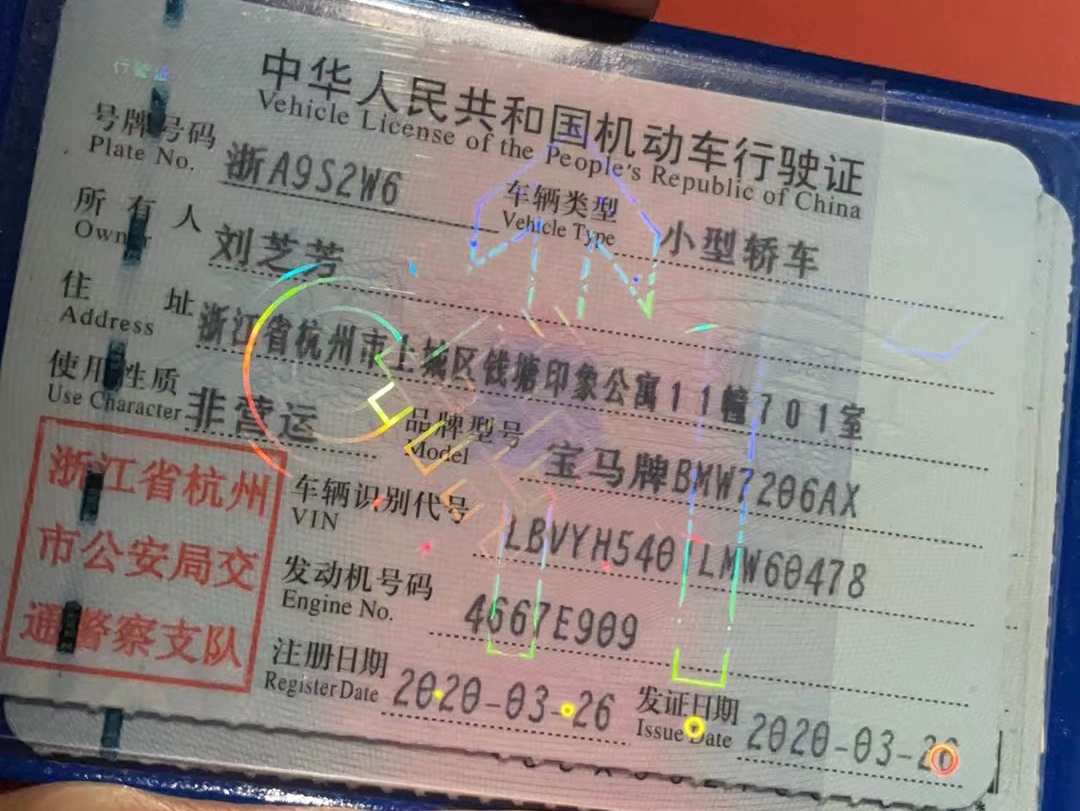 行驶证
中华人民共和国机动车行驶证
Vehicle License of the People's Republic of China
号牌号码 浙A9S2W6 车辆类型 小型轿车
Plate No. Vehicle Type
所有人 刘芝芳
Owner
住址 浙江省杭州市上城区钱塘印象公寓11幢701室
Address
使用性质 非营运 品牌型号 宝马牌BMW7206AX
Use Character Model
车辆识别代号 LBVYH540 LMW60478
VIN
发动机号码 4667E909
Engine No.
注册日期 2020-03-26 发证日期 2020-03-26
Register Date Issue Date
浙江省杭州
市公安局交
通警察支队